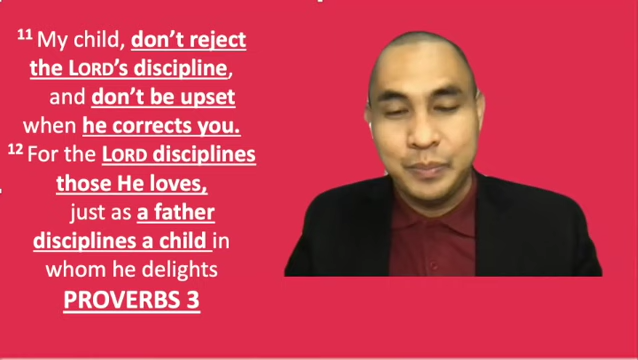 11 My child, don't reject
the LORD's discipline,
and don't be upset
when he corrects you.
12 For the LORD disciplines
those He loves,
just as a father
disciplines a child in
whom he delights
PROVERBS 3